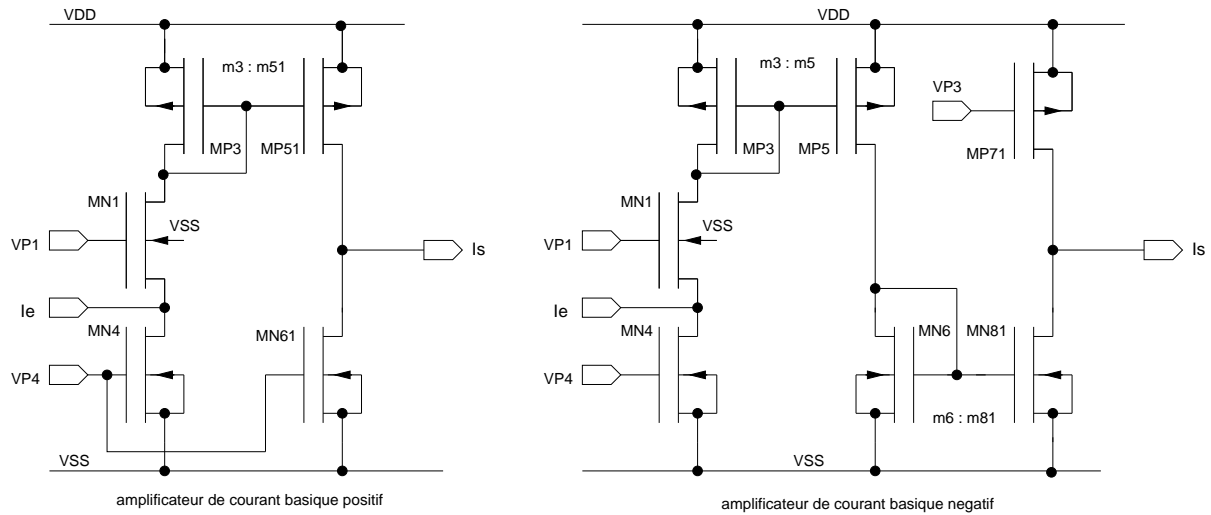 VDD
m3 : m51
MP3
MP51
MN1
VSS
VP1
Is
Ie
MN4
MN61
VP4
VSS
amplificateur de courant basique positif
VDD
m3 : m5
VP3
MP3
MP5
MP71
MN1
VSS
VP1
Is
Ie
MN4
MN6
MN81
VP4
m6 : m81
VSS
amplificateur de courant basique negatif